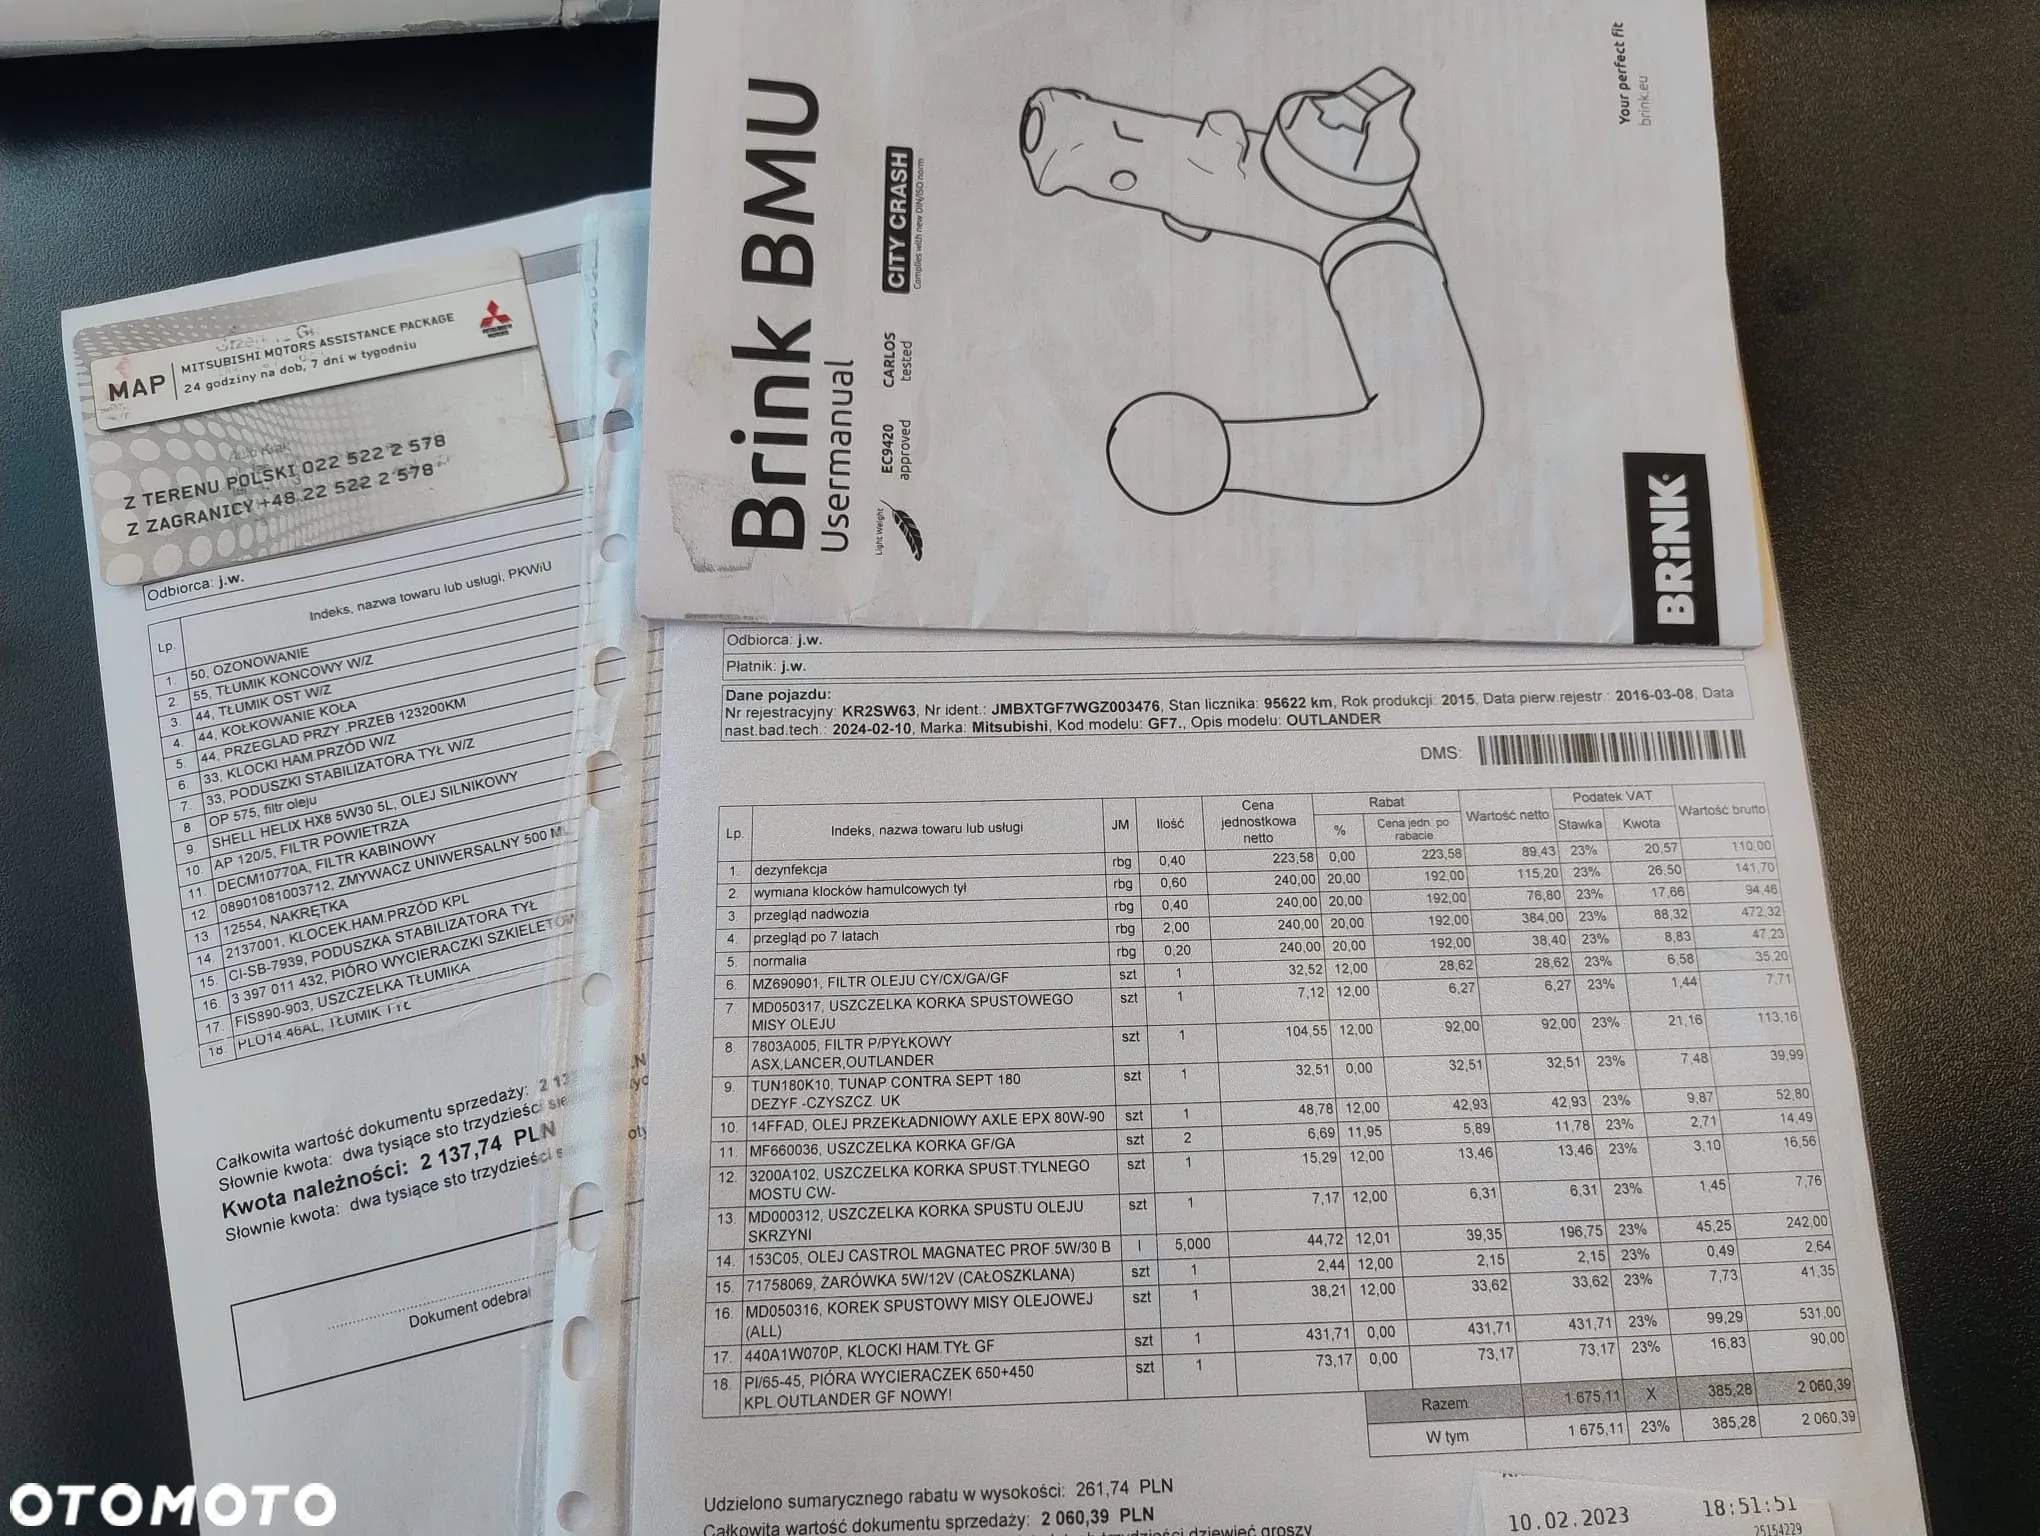 Brink BMU
Usermanual
Light Weight
EC9420
approved
CARLOS
tested
CITY CRASH
Complies with new DIN/ISO norm
Your perfect fit
brink.eu
BRINK
MAP
MITSUBISHI MOTORS ASSISTANCE PACKAGE
24 godziny na dob, 7 dni w tygodniu
MITSUBISHI
MOTORS
Z TERENU POLSKI 022 522 2 578
Z ZAGRANICY +48 22 522 2 578
Odbiorca: j.w.
Lp. Indeks, nazwa towaru lub usługi, PKWiU
1. 50, OZONOWANIE
2. 55, TŁUMIK KONCOWY W/Z
3. 44, TŁUMIK OST W/Z
4. 44, KOŁKOWANIE KOŁA
5. 44, PRZEGLAD PRZY .PRZEB 123200KM
6. 33, KLOCKI HAM.PRZÓD W/Z
7. 33, PODUSZKI STABILIZATORA TYŁ W/Z
8. OP 575, filtr oleju
9. SHELL HELIX HX8 5W30 5L, OLEJ SILNIKOWY
10. AP 120/5, FILTR POWIETRZA
11. DECM10770A, FILTR KABINOWY
12. 08901081003712, ZMYWACZ UNIWERSALNY 500 ML
13. 12554, NAKRĘTKA
14. 2137001, KLOCEK.HAM.PRZÓD KPL
15. CI-SB-7939, PODUSZKA STABILIZATORA TYŁ
16. 3 397 011 432, PIÓRO WYCIERACZKI SZKIELETOW
17. FIS890-903, USZCZELKA TŁUMIKA
18. PLO14.46AL, TŁUMIK TYŁ
Całkowita wartość dokumentu sprzedaży: 2 13
Słownie kwota: dwa tysiące sto trzydzieści sie
Kwota należności: 2 137,74 PLN
Słownie kwota: dwa tysiące sto trzydzieści s
Dokument odebrał
Odbiorca: j.w.
Płatnik: j.w.
Dane pojazdu:
Nr rejestracyjny: KR2SW63, Nr ident.: JMBXTGF7WGZ003476, Stan licznika: 95622 km, Rok produkcji: 2015, Data pierw.rejestr.: 2016-03-08, Data
nast.bad.tech.: 2024-02-10, Marka: Mitsubishi, Kod modelu: GF7., Opis modelu: OUTLANDER
DMS:
Lp. Indeks, nazwa towaru lub usługi JM Ilość Cena jednostkowa netto Rabat % Cena jedn. po rabacie Wartość netto Podatek VAT Stawka Kwota Wartość brutto
1. dezynfekcja rbg 0,40 223,58 0,00 223,58 89,43 23% 20,57 110,00
2. wymiana klocków hamulcowych tył rbg 0,60 240,00 20,00 192,00 115,20 23% 26,50 141,70
3. przegląd nadwozia rbg 0,40 240,00 20,00 192,00 76,80 23% 17,66 94,46
4. przegląd po 7 latach rbg 2,00 240,00 20,00 192,00 384,00 23% 88,32 472,32
5. normalia rbg 0,20 240,00 20,00 192,00 38,40 23% 8,83 47,23
6. MZ690901, FILTR OLEJU CY/CX/GA/GF szt 1 32,52 12,00 28,62 28,62 23% 6,58 35,20
7. MD050317, USZCZELKA KORKA SPUSTOWEGO szt 1 7,12 12,00 6,27 6,27 23% 1,44 7,71
MISY OLEJU
8. 7803A005, FILTR P/PYŁKOWY szt 1 104,55 12,00 92,00 92,00 23% 21,16 113,16
ASX,LANCER,OUTLANDER
9. TUN180K10, TUNAP CONTRA SEPT 180 szt 1 32,51 0,00 32,51 32,51 23% 7,48 39,99
DEZYF.-CZYSZCZ. UK
10. 14FFAD, OLEJ PRZEKŁADNIOWY AXLE EPX 80W-90 szt 1 48,78 12,00 42,93 42,93 23% 9,87 52,80
11. MF660036, USZCZELKA KORKA GF/GA szt 2 6,69 11,95 5,89 11,78 23% 2,71 14,49
12. 3200A102, USZCZELKA KORKA SPUST.TYLNEGO szt 1 15,29 12,00 13,46 13,46 23% 3,10 16,56
MOSTU CW-
13. MD000312, USZCZELKA KORKA SPUSTU OLEJU szt 1 7,17 12,00 6,31 6,31 23% 1,45 7,76
SKRZYNI
14. 153C05, OLEJ CASTROL MAGNATEC PROF.5W/30 B l 5,000 44,72 12,01 39,35 196,75 23% 45,25 242,00
15. 71758069, ŻARÓWKA 5W/12V (CAŁOSZKLANA) szt 1 2,44 12,00 2,15 2,15 23% 0,49 2,64
16. MD050316, KOREK SPUSTOWY MISY OLEJOWEJ szt 1 38,21 12,00 33,62 33,62 23% 7,73 41,35
(ALL)
17. 440A1W070P, KLOCKI HAM.TYŁ GF szt 1 431,71 0,00 431,71 431,71 23% 99,29 531,00
18. PI/65-45, PIÓRA WYCIERACZEK 650+450 szt 1 73,17 0,00 73,17 73,17 23% 16,83 90,00
KPL.OUTLANDER GF NOWY!
Razem 1 675,11 X 385,28 2 060,39
W tym 1 675,11 23% 385,28 2 060,39
Udzielono sumarycznego rabatu w wysokości: 261,74 PLN
Całkowita wartość dokumentu sprzedaży: 2 060,39 PLN
dziewięć groszy
10.02.2023 18:51:51
25154229
OTOMOTO